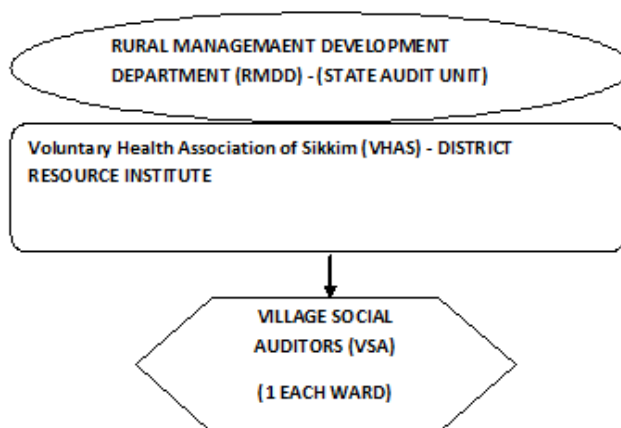 RURAL MANAGEMAENT DEVELOPMENT
DEPARTMENT (RMDD) - (STATE AUDIT UNIT)
Voluntary Health Association of Sikkim (VHAS) - DISTRICT
RESOURCE INSTITUTE
VILLAGE SOCIAL
AUDITORS (VSA)
(1 EACH WARD)